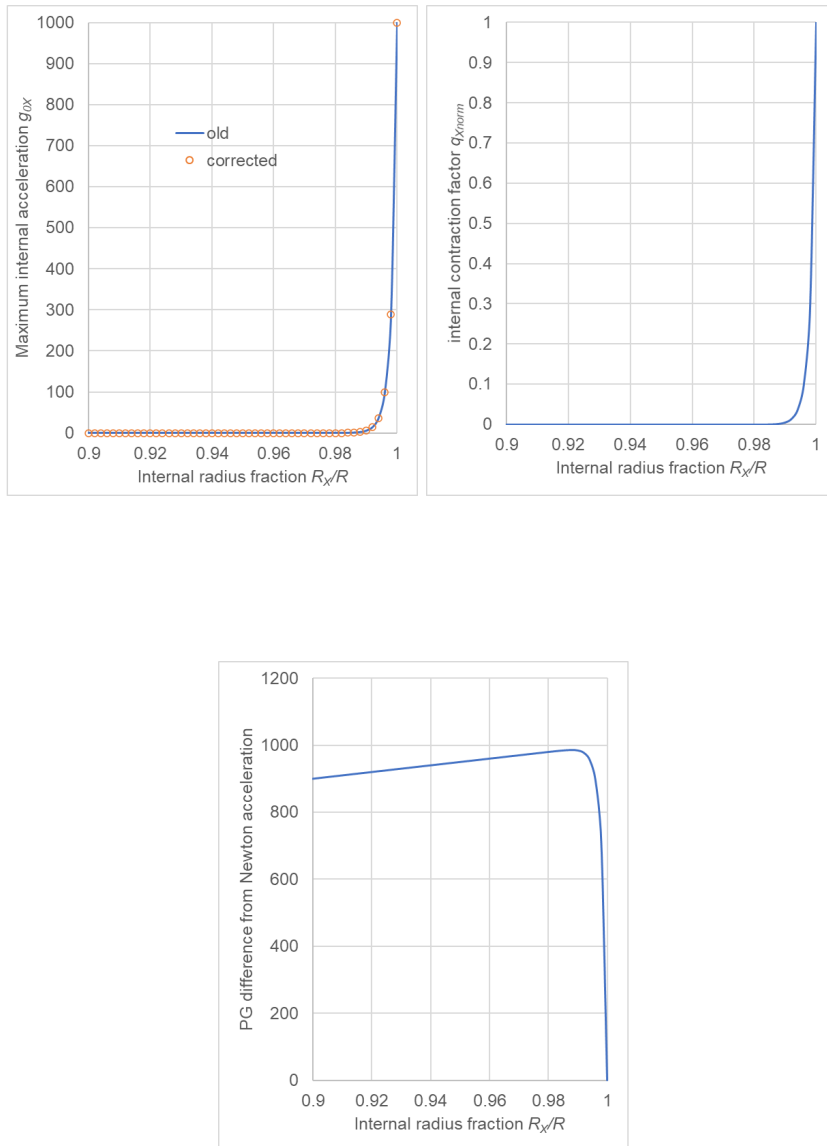 Maximum internal acceleration g0X
1000
900
800
700
600
500
400
300
200
100
0
old
corrected
0.9 0.92 0.94 0.96 0.98 1
Internal radius fraction RX/R
internal contraction factor qXnorm
1
0.9
0.8
0.7
0.6
0.5
0.4
0.3
0.2
0.1
0
0.9 0.92 0.94 0.96 0.98 1
Internal radius fraction RX/R
PG difference from Newton acceleration
1200
1000
800
600
400
200
0
0.9 0.92 0.94 0.96 0.98 1
Internal radius fraction RX/R